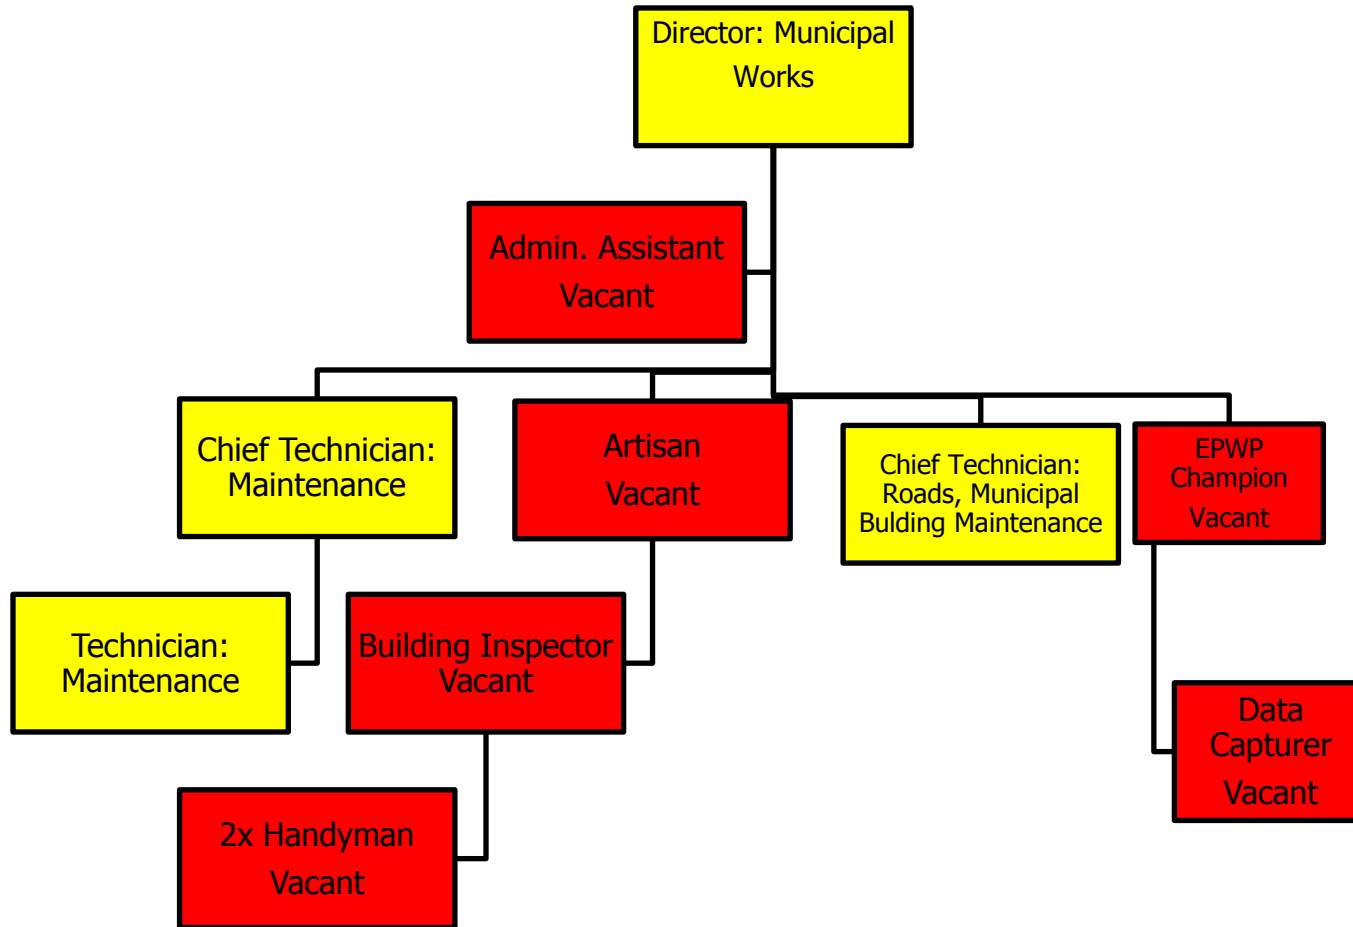 Director: Municipal
Works
Admin. Assistant
Vacant
Chief Technician:
Maintenance
Artisan
Vacant
Chief Technician:
Roads, Municipal
Bulding Maintenance
EPWP
Champion
Vacant
Technician:
Maintenance
Building Inspector
Vacant
Data
Capturer
Vacant
2x Handyman
Vacant